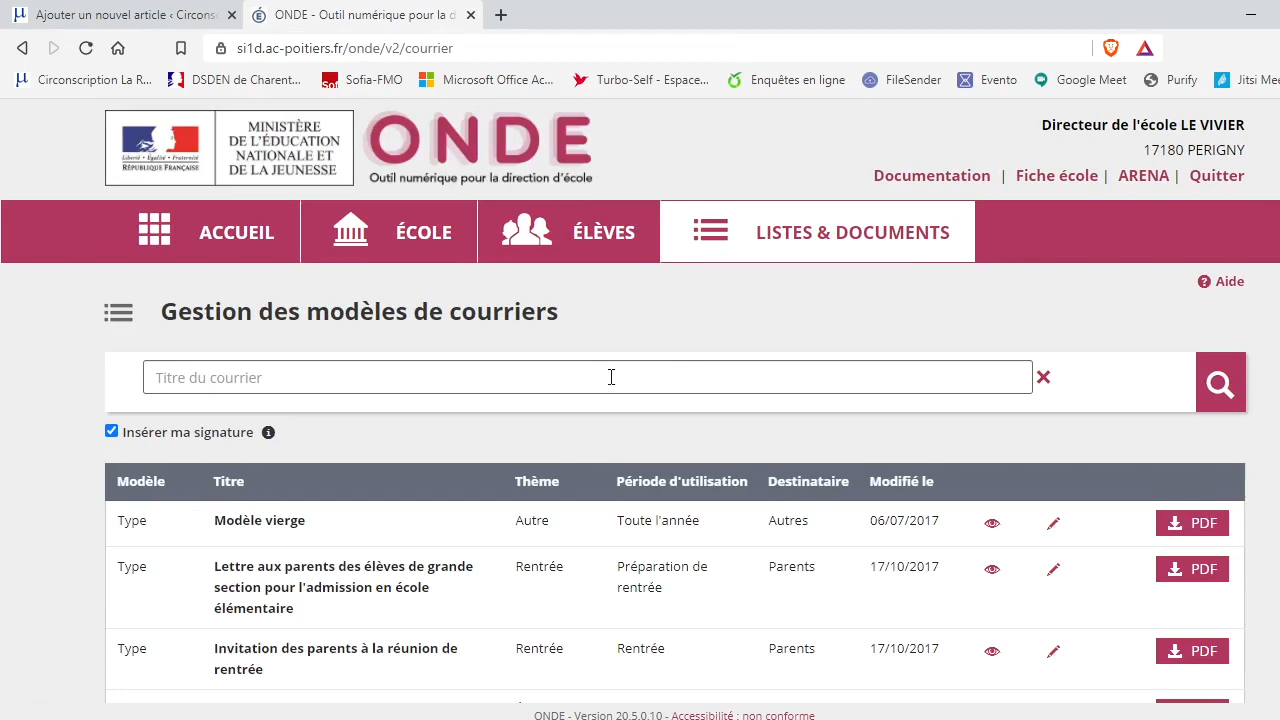 Ajouter un nouvel article ‹ Circons
ONDE - Outil numérique pour la d
si1d.ac-poitiers.fr/onde/v2/courrier
Circonscription La R...
DSDEN de Charent...
Sofia-FMO
Microsoft Office Ac...
Turbo-Self - Espace...
Enquêtes en ligne
FileSender
Evento
Google Meet
Purify
Jitsi Mee
Liberté • Égalité • Fraternité
RÉPUBLIQUE FRANÇAISE
MINISTÈRE
DE L'ÉDUCATION
NATIONALE ET
DE LA JEUNESSE
ONDE
Outil numérique pour la direction d'école
Directeur de l'école LE VIVIER
17180 PERIGNY
Documentation | Fiche école | ARENA | Quitter
ACCUEIL
ÉCOLE
ÉLÈVES
LISTES & DOCUMENTS
Aide
Gestion des modèles de courriers
Titre du courrier
Insérer ma signature
Modèle Titre Thème Période d'utilisation Destinataire Modifié le
Type Modèle vierge Autre Toute l'année Autres 06/07/2017 PDF
Type Lettre aux parents des élèves de grande Rentrée Préparation de Parents 17/10/2017 PDF
section pour l'admission en école rentrée
élémentaire
Type Invitation des parents à la réunion de Rentrée Rentrée Parents 17/10/2017 PDF
rentrée
ONDE - Version 20.5.0.10 - Accessibilité : non conforme